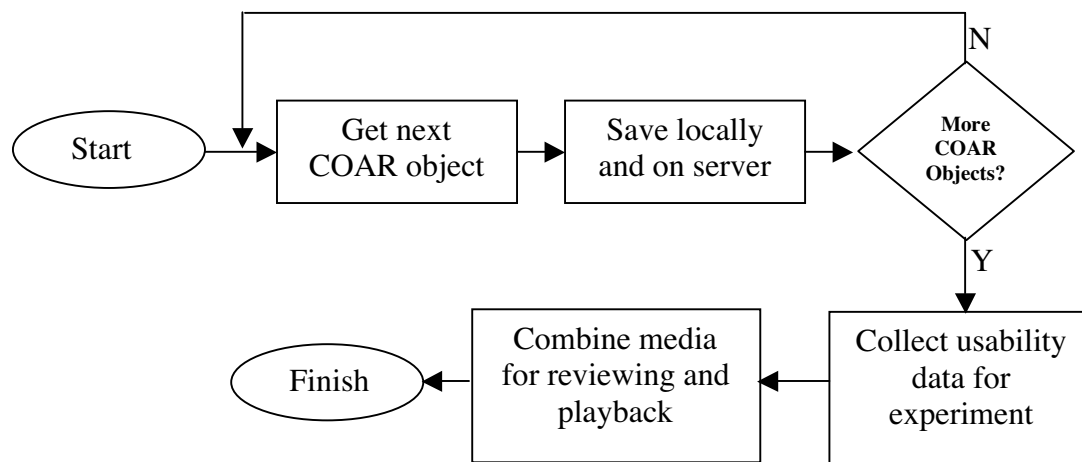 Start
Get next
COAR object
Save locally
and on server
More
COAR
Objects?
N
Y
Collect usability
data for
experiment
Combine media
for reviewing and
playback
Finish